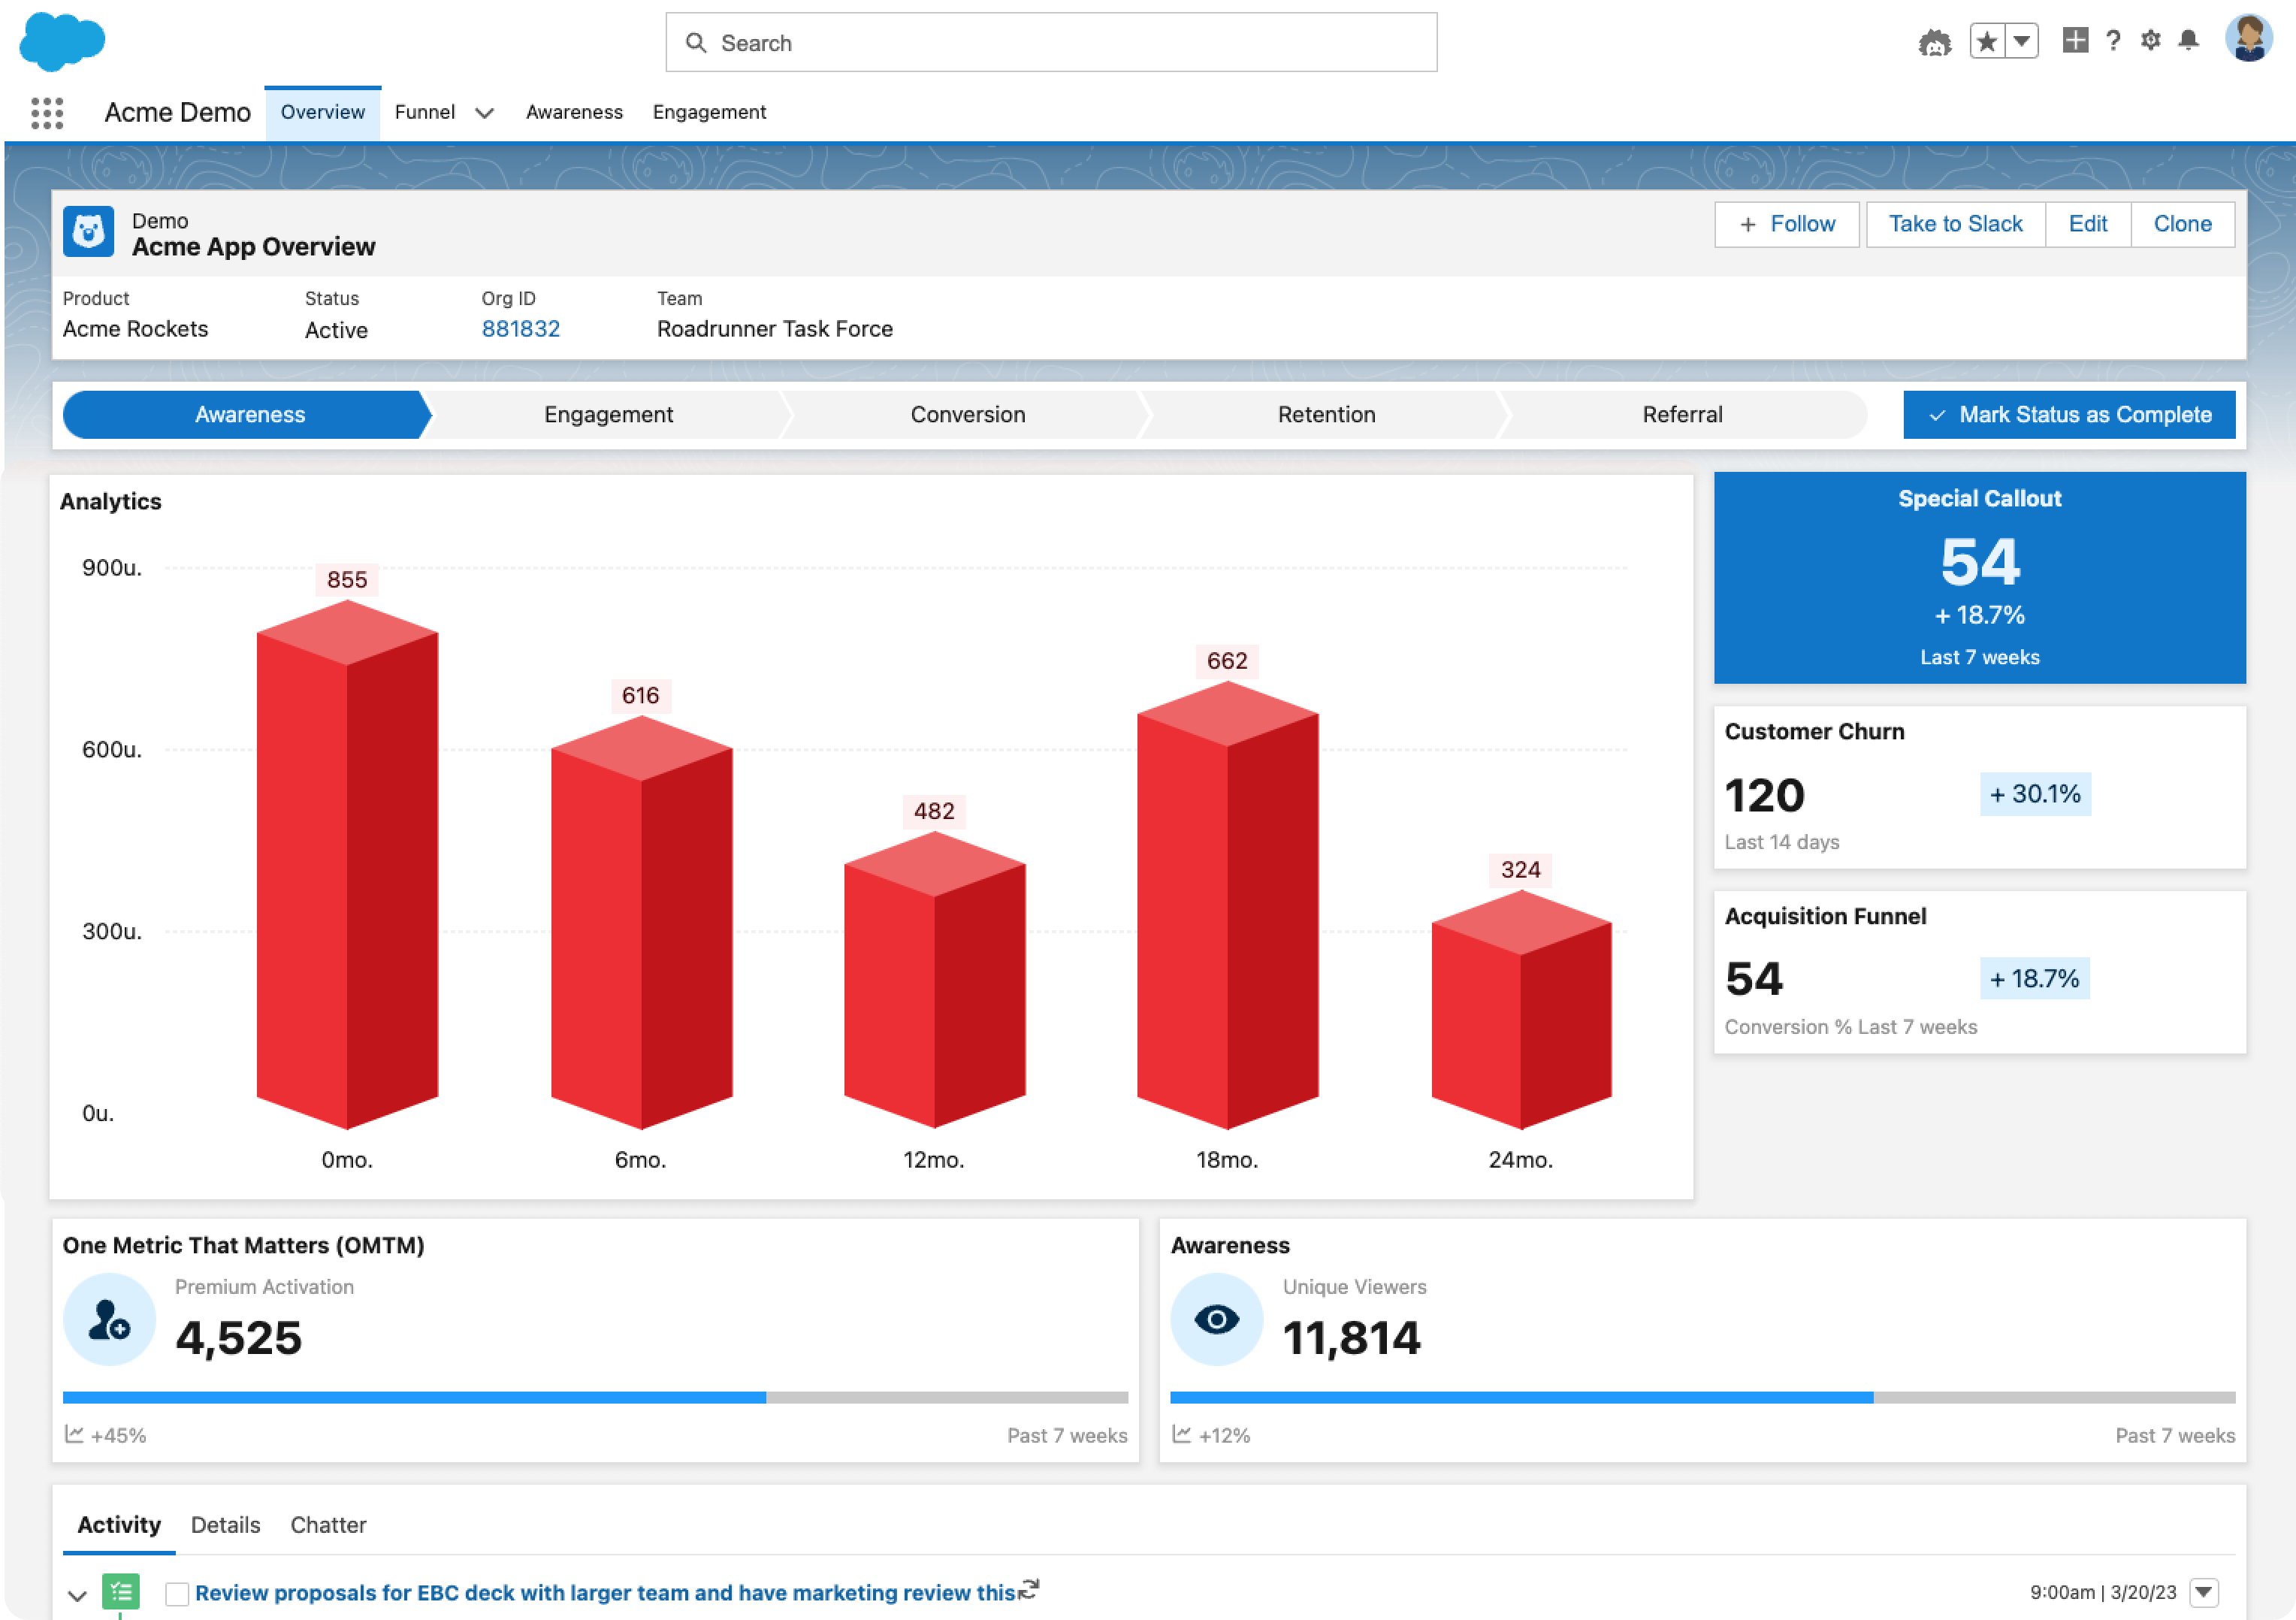 Search
Acme Demo
Overview
Funnel
Awareness
Engagement
Demo
Acme App Overview
+ Follow
Take to Slack
Edit
Clone
Product
Status
Org ID
Team
Acme Rockets
Active
881832
Roadrunner Task Force
Awareness
Engagement
Conversion
Retention
Referral
Mark Status as Complete
Analytics
900u.
600u.
300u.
0u.
855
616
482
662
324
0mo.
6mo.
12mo.
18mo.
24mo.
Special Callout
54
+ 18.7%
Last 7 weeks
Customer Churn
120
+ 30.1%
Last 14 days
Acquisition Funnel
54
+ 18.7%
Conversion % Last 7 weeks
One Metric That Matters (OMTM)
Premium Activation
4,525
+45%
Past 7 weeks
Awareness
Unique Viewers
11,814
+12%
Past 7 weeks
Activity
Details
Chatter
Review proposals for EBC deck with larger team and have marketing review this
9:00am | 3/20/23